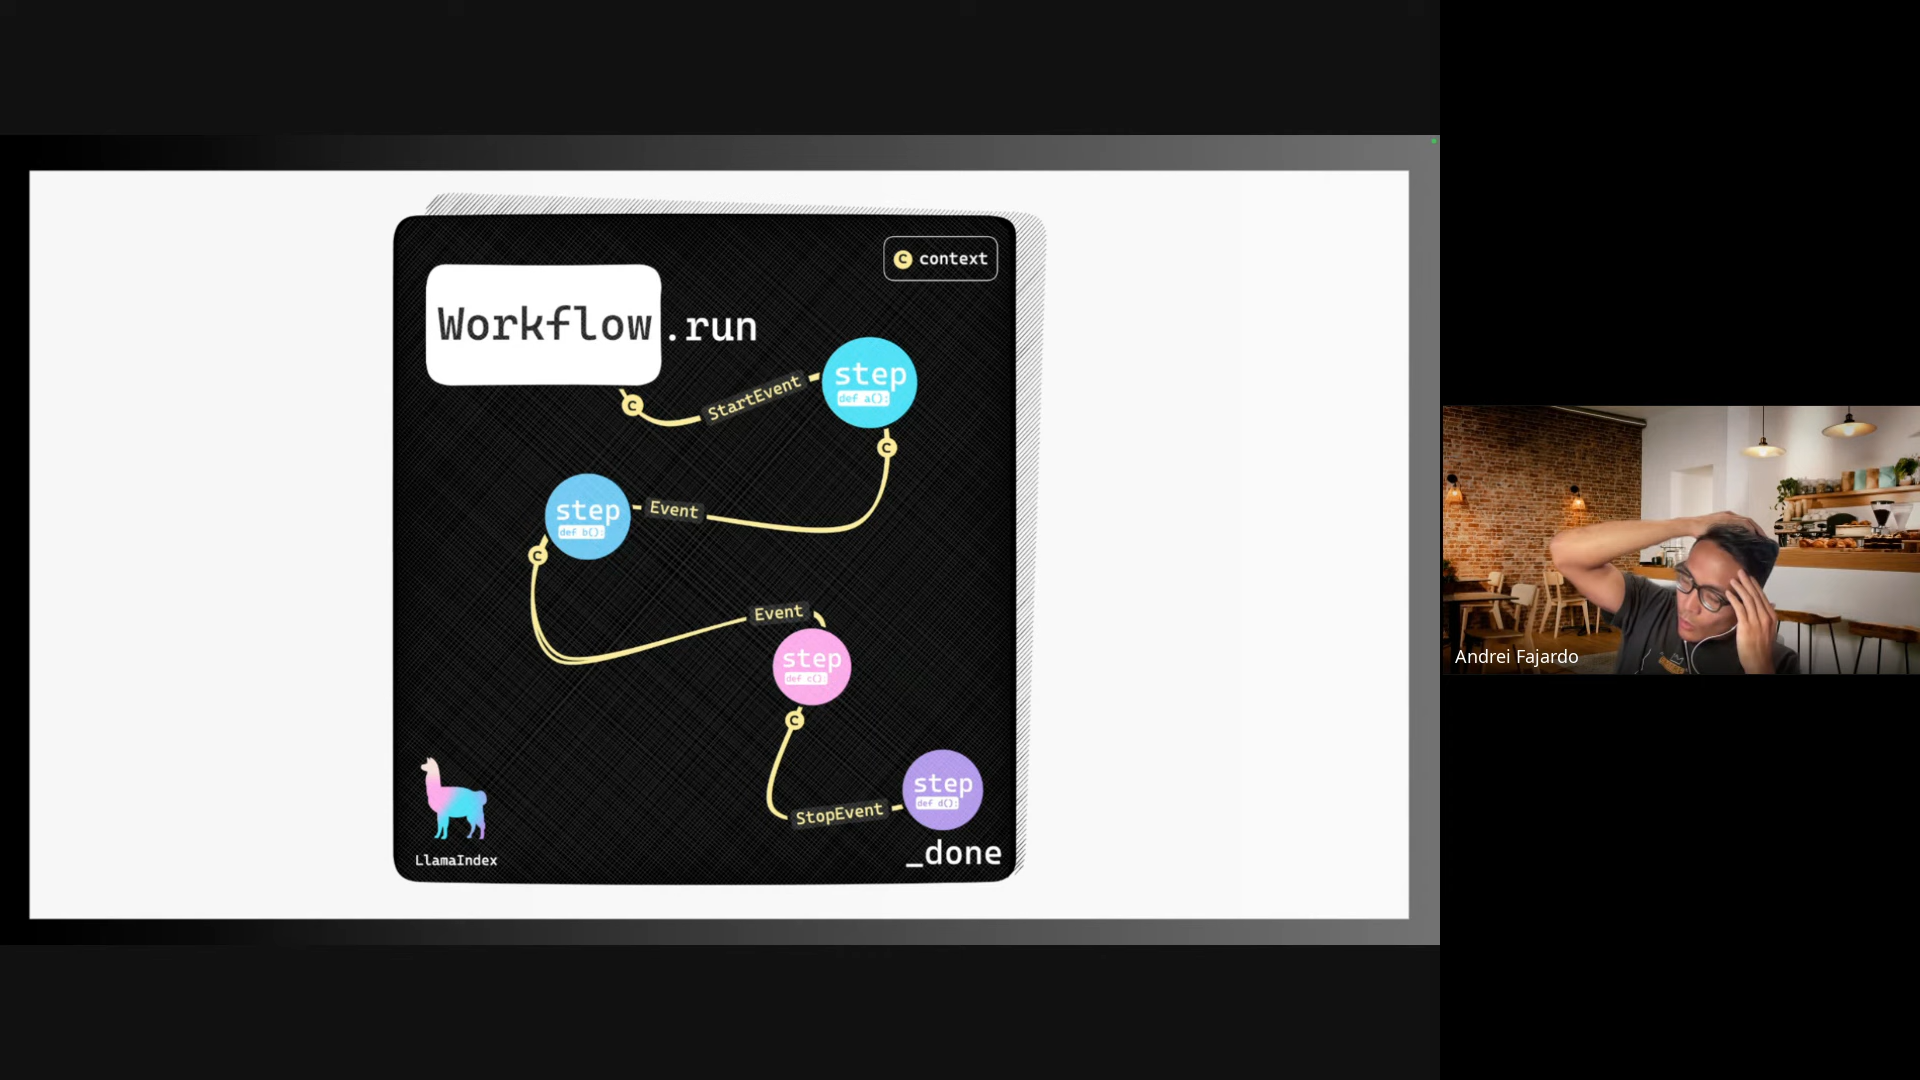 C context
Workflow.run
step
def a():
StartEvent
C
C
step
def b():
Event
C
Event
step
def c():
C
step
def d():
StopEvent
_done
LlamaIndex
Andrei Fajardo